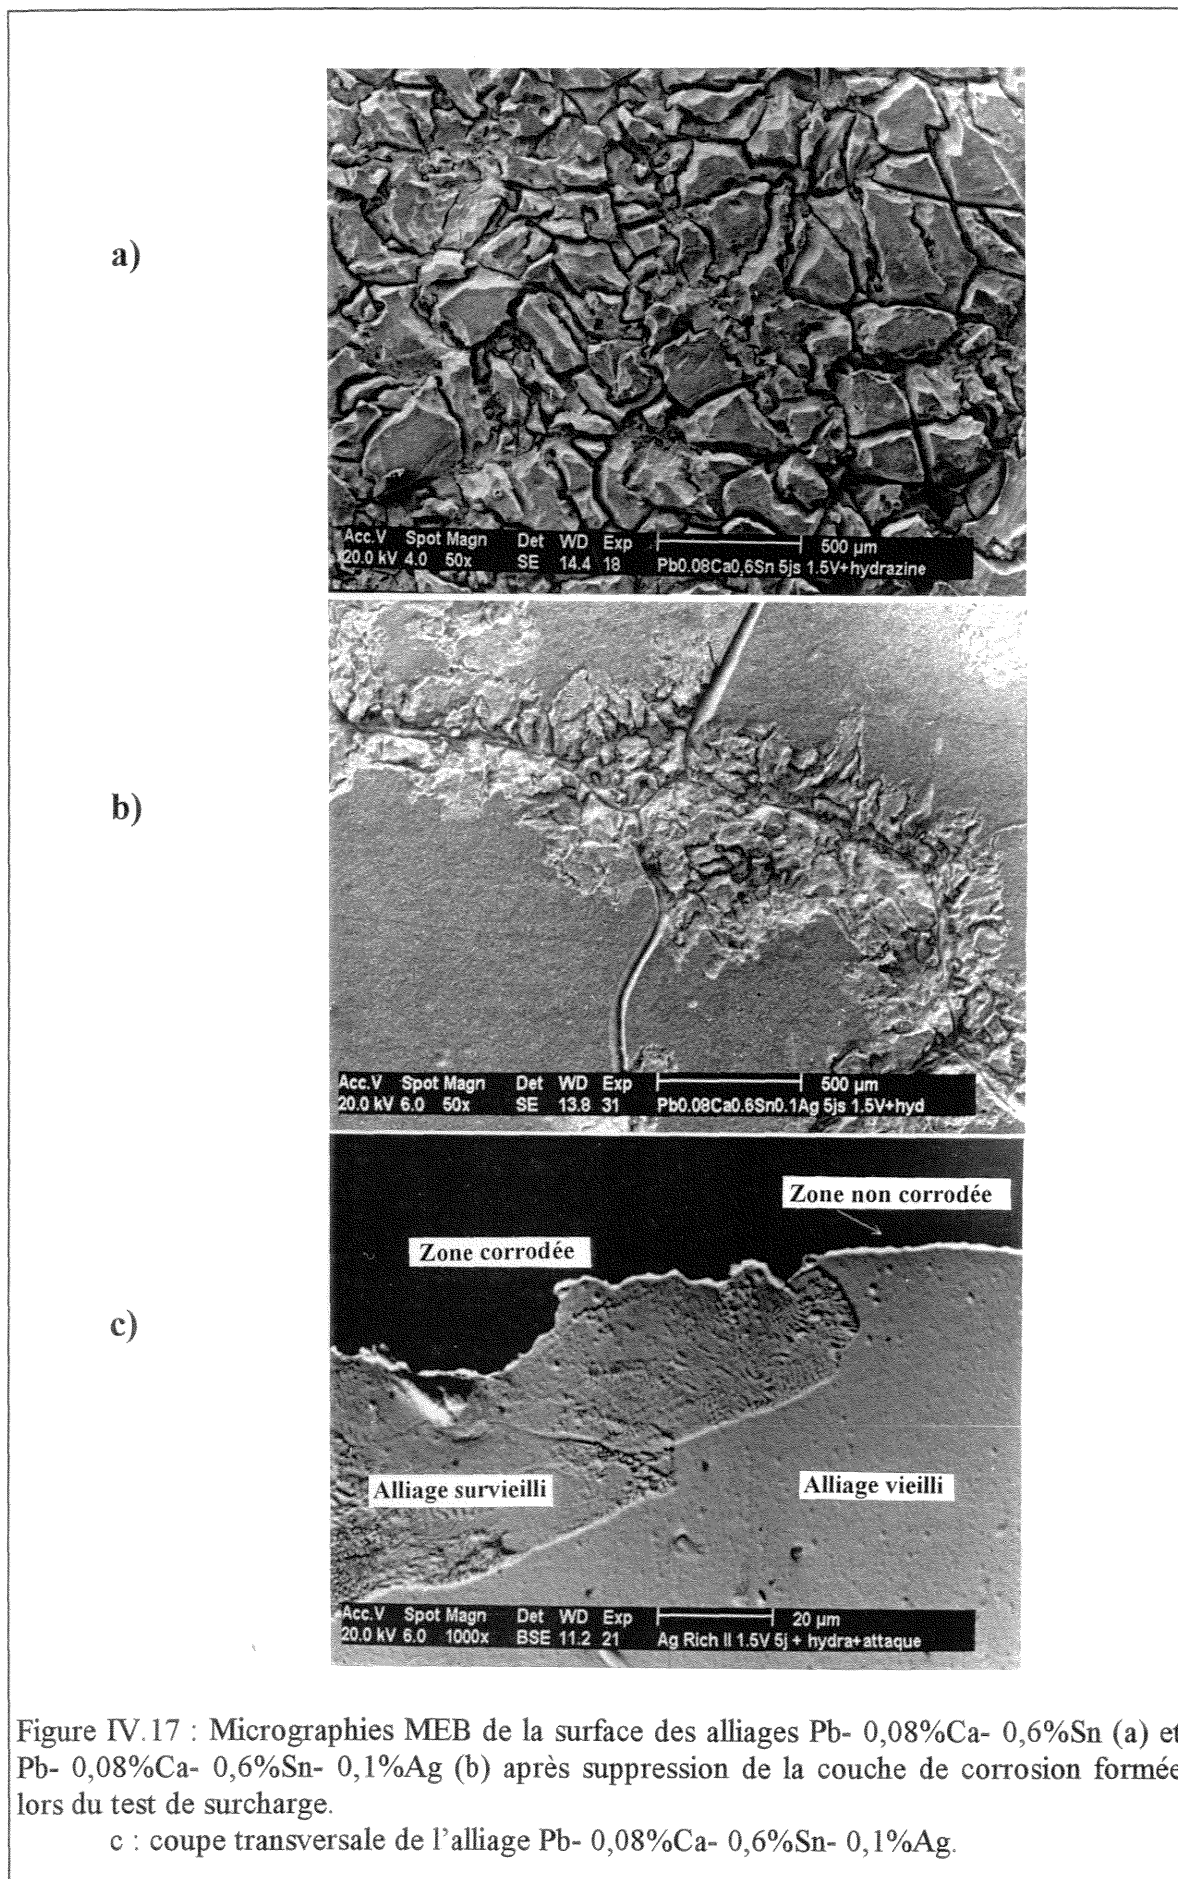 a)
Acc.V Spot Magn Det WD Exp 500 µm
20.0 kV 4.0 50x SE 14.4 18 Pb0.08Ca0,6Sn 5js 1.5V+hydrazine
b)
Acc.V Spot Magn Det WD Exp 500 µm
20.0 kV 6.0 50x SE 13.8 31 Pb0.08Ca0.6Sn0.1Ag 5js 1.5V+hyd
Zone non corrodée
Zone corrodée
c)
Alliage survieilli
Alliage vieilli
Acc.V Spot Magn Det WD Exp 20 µm
20.0 kV 6.0 1000x BSE 11.2 21 Ag Rich II 1.5V 5j + hydra+attaque
Figure IV.17 : Micrographies MEB de la surface des alliages Pb- 0,08%Ca- 0,6%Sn (a) et
Pb- 0,08%Ca- 0,6%Sn- 0,1%Ag (b) après suppression de la couche de corrosion formée
lors du test de surcharge.
c : coupe transversale de l'alliage Pb- 0,08%Ca- 0,6%Sn- 0,1%Ag.